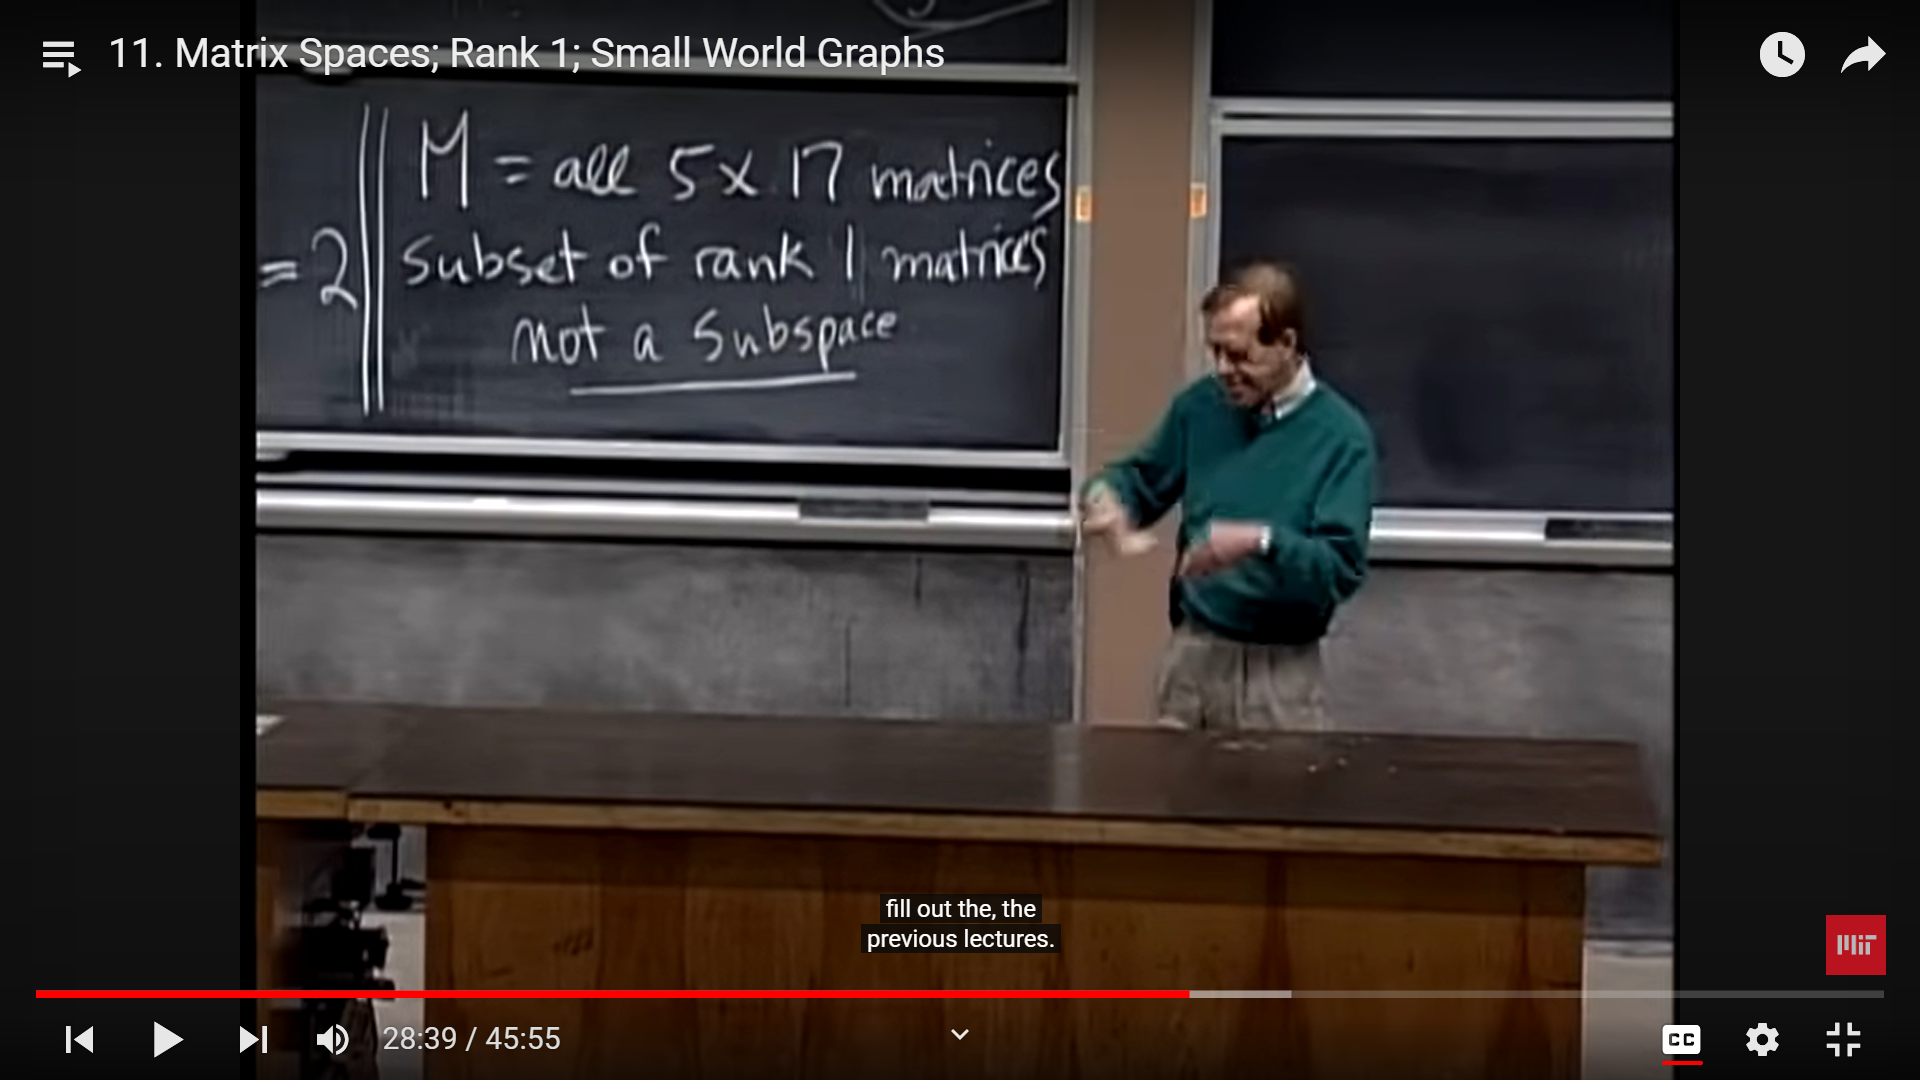 11. Matrix Spaces; Rank 1; Small World Graphs
M = all 5 x 17 matrices
= 2
subset of rank 1 matrices
not a subspace
fill out the, the
previous lectures.
MIT
28:39 / 45:55
CC